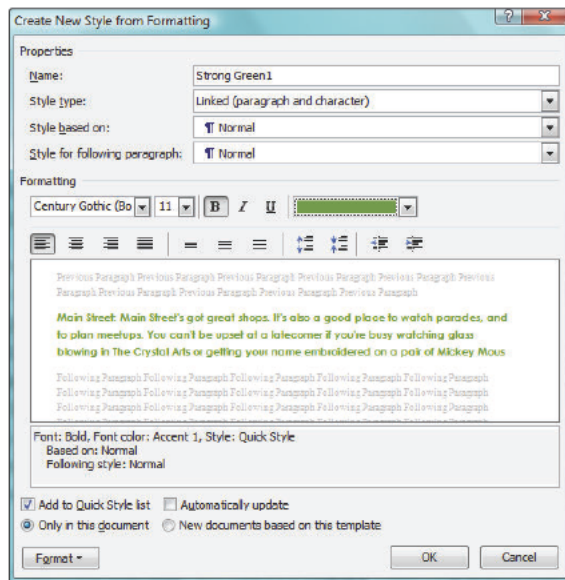 Create New Style from Formatting
Properties
Name: Strong Green1
Style type: Linked (paragraph and character)
Style based on: ¶ Normal
Style for following paragraph: ¶ Normal
Formatting
Century Gothic (Bo 11 B I U
Previous Paragraph Previous Paragraph Previous Paragraph Previous Paragraph Previous Paragraph Previous
Paragraph Previous Paragraph Previous Paragraph Previous Paragraph Previous Paragraph
Main Street: Main Street's got great shops. It's also a good place to watch parades, and
to plan meetups. You can't be upset at a latecomer if you're busy watching glass
blowing in The Crystal Arts or getting your name embroidered on a pair of Mickey Mous
Following Paragraph Following Paragraph Following Paragraph Following Paragraph Following Paragraph
Following Paragraph Following Paragraph Following Paragraph Following Paragraph Following Paragraph
Following Paragraph Following Paragraph Following Paragraph Following Paragraph Following Paragraph
Following Paragraph Following Paragraph Following Paragraph Following Paragraph Following Paragraph
Font: Bold, Font color: Accent 1, Style: Quick Style
Based on: Normal
Following style: Normal
Add to Quick Style list Automatically update
Only in this document New documents based on this template
Format OK Cancel